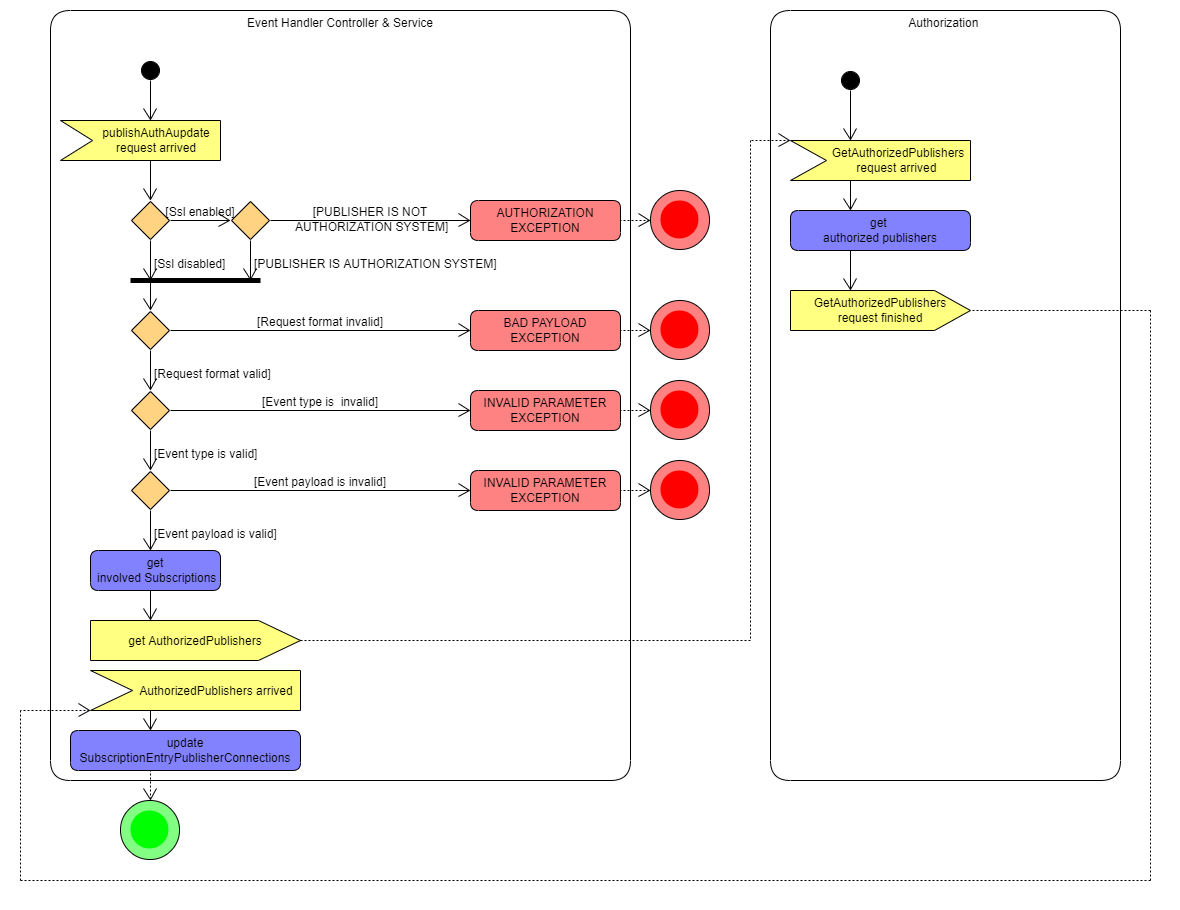 Event Handler Controller & Service
Authorization
publishAuthAupdate
request arrived
GetAuthorizedPublishers
request arrived
[Ssl enabled]
[PUBLISHER IS NOT
AUTHORIZATION SYSTEM]
AUTHORIZATION
EXCEPTION
get
authorized publishers
[Ssl disabled]
[PUBLISHER IS AUTHORIZATION SYSTEM]
GetAuthorizedPublishers
request finished
[Request format invalid]
BAD PAYLOAD
EXCEPTION
[Request format valid]
[Event type is  invalid]
INVALID PARAMETER
EXCEPTION
[Event type is valid]
[Event payload is invalid]
INVALID PARAMETER
EXCEPTION
[Event payload is valid]
get
involved Subscriptions
get AuthorizedPublishers
AuthorizedPublishers arrived
update
SubscriptionEntryPublisherConnections